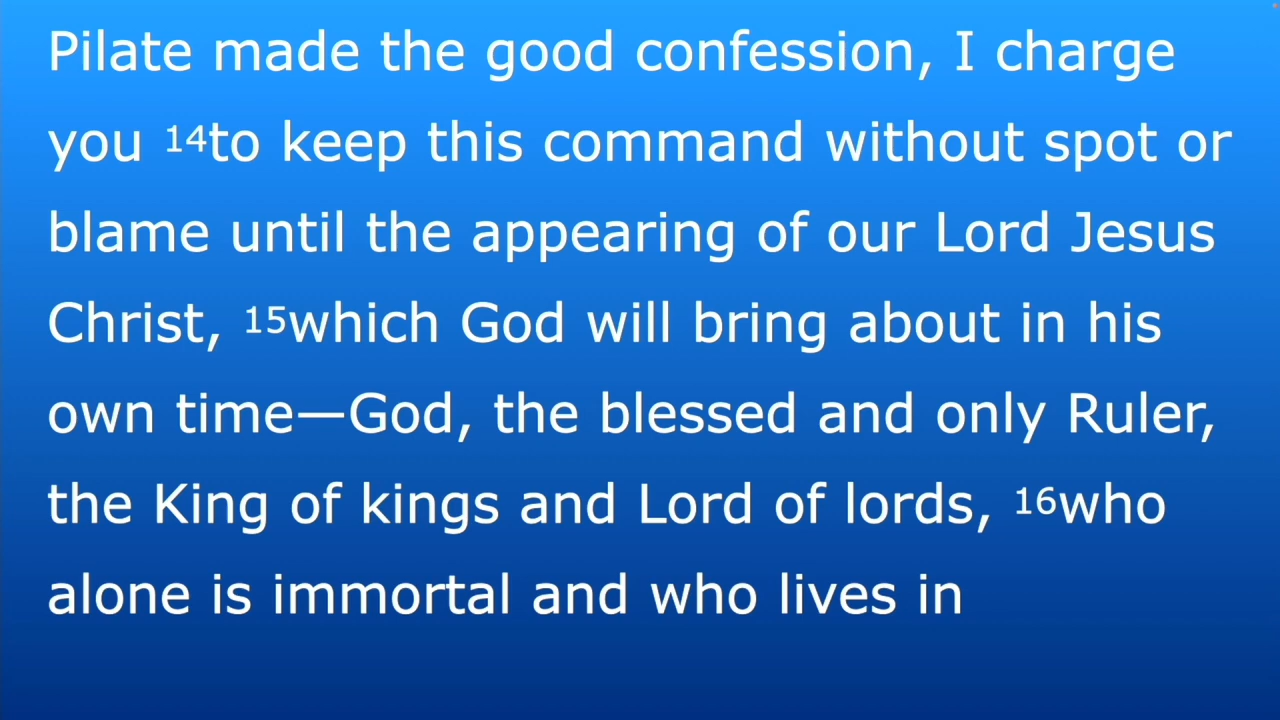 Pilate made the good confession, I charge
you 14to keep this command without spot or
blame until the appearing of our Lord Jesus
Christ, 15which God will bring about in his
own time—God, the blessed and only Ruler,
the King of kings and Lord of lords, 16who
alone is immortal and who lives in